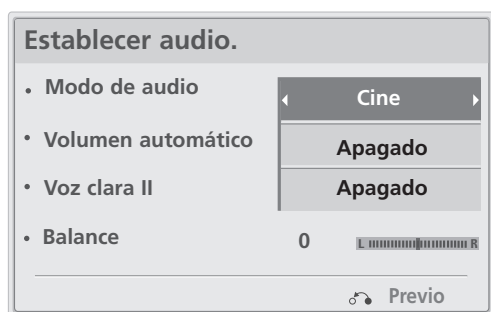 Establecer audio.
• Modo de audio Cine
• Volumen automático Apagado
• Voz clara II Apagado
• Balance 0 L R
Previo